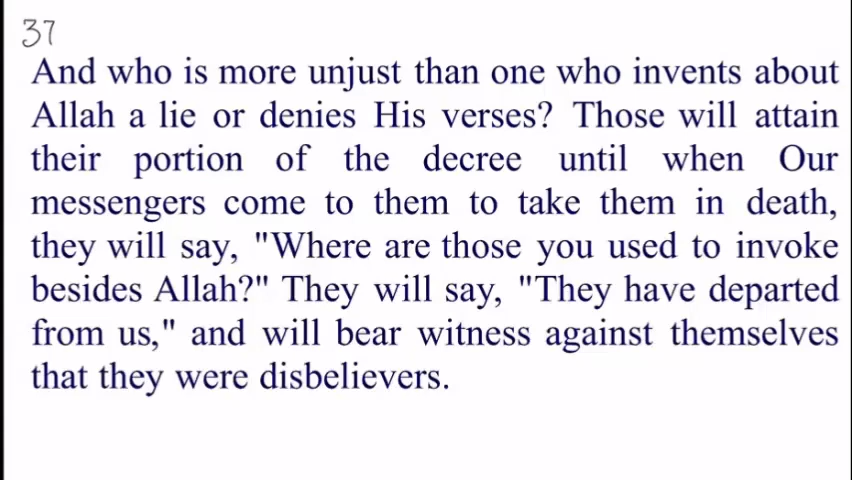 37
And who is more unjust than one who invents about
Allah a lie or denies His verses? Those will attain
their portion of the decree until when Our
messengers come to them to take them in death,
they will say, "Where are those you used to invoke
besides Allah?" They will say, "They have departed
from us," and will bear witness against themselves
that they were disbelievers.